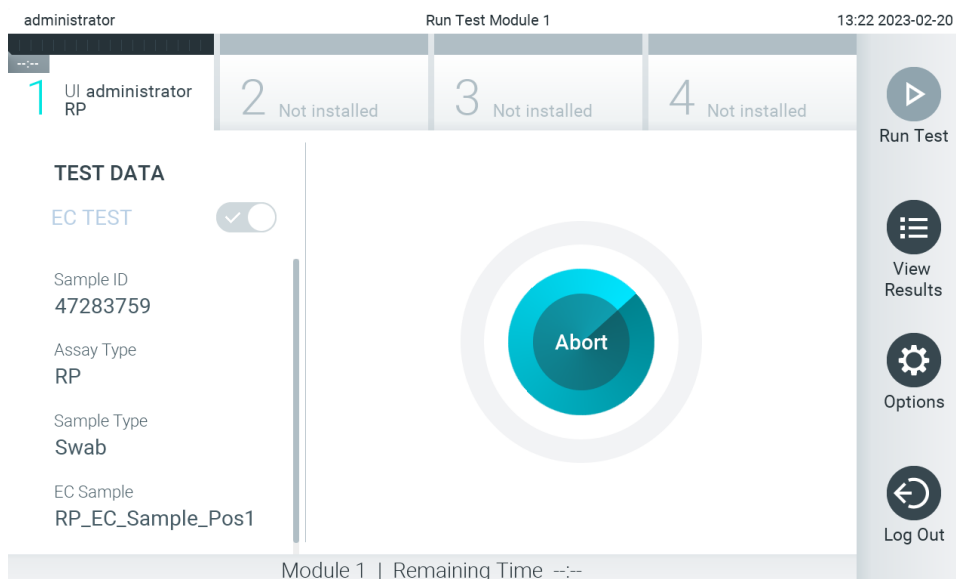 administrator
Run Test Module 1
13:22 2023-02-20
--:--
1
UI administrator
RP
2 Not installed
3 Not installed
4 Not installed
Run Test
TEST DATA
EC TEST
Sample ID
47283759
Assay Type
RP
Sample Type
Swab
EC Sample
RP_EC_Sample_Pos1
Abort
View
Results
Options
Log Out
Module 1 | Remaining Time --:--